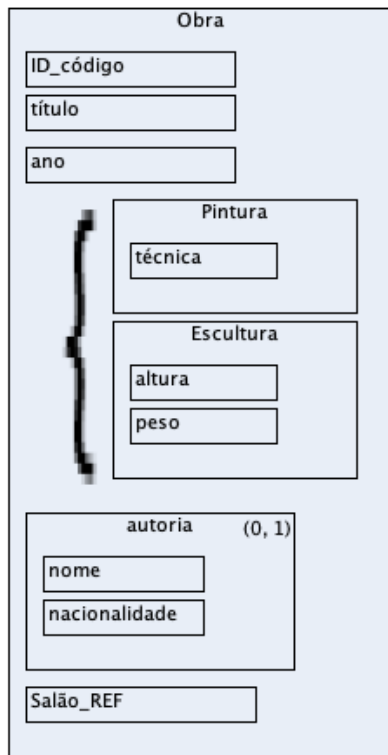 Obra
ID_código
título
ano
Pintura
técnica
Escultura
altura
peso
autoria (0, 1)
nome
nacionalidade
Salão_REF